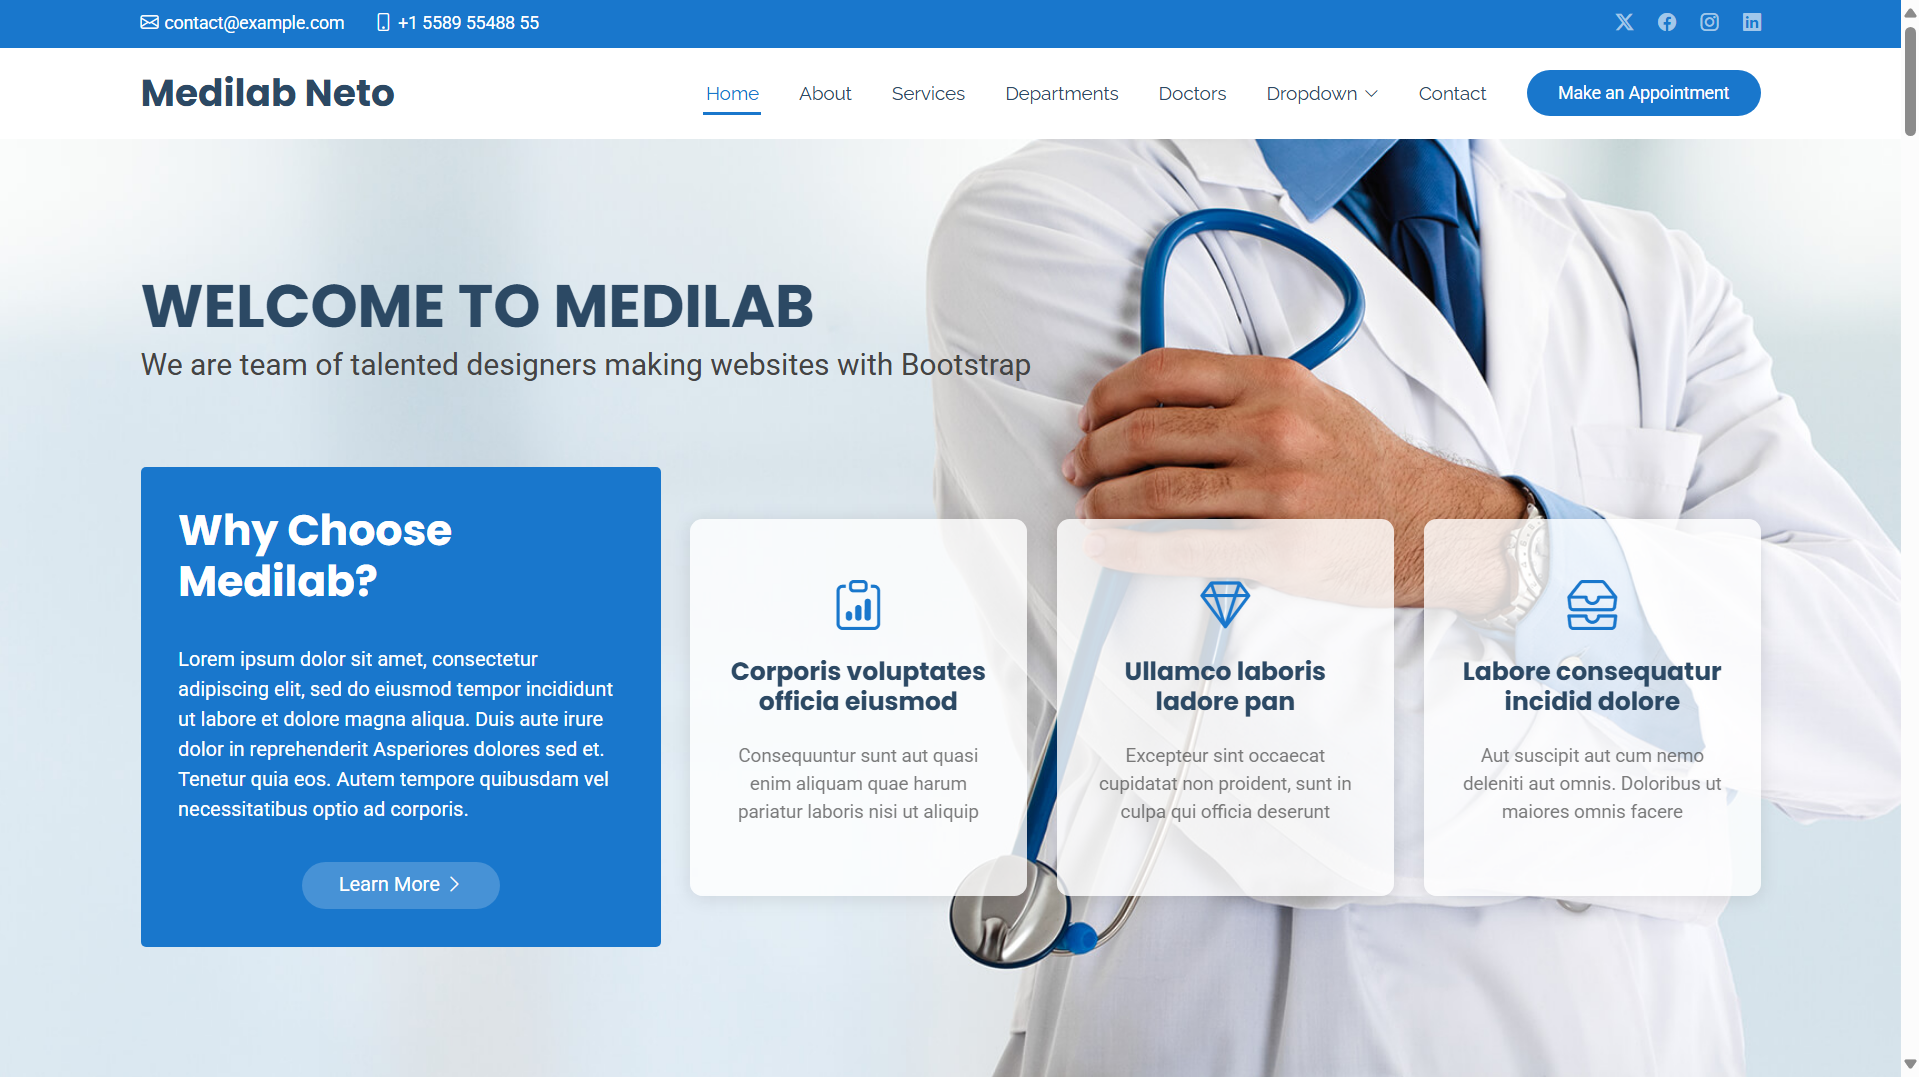 contact@example.com +1 5589 55488 55
Medilab Neto
Home About Services Departments Doctors Dropdown Contact Make an Appointment
WELCOME TO MEDILAB
We are team of talented designers making websites with Bootstrap
Why Choose
Medilab?
Lorem ipsum dolor sit amet, consectetur
adipiscing elit, sed do eiusmod tempor incididunt
ut labore et dolore magna aliqua. Duis aute irure
dolor in reprehenderit Asperiores dolores sed et.
Tenetur quia eos. Autem tempore quibusdam vel
necessitatibus optio ad corporis.
Learn More
Corporis voluptates
officia eiusmod
Consequuntur sunt aut quasi
enim aliquam quae harum
pariatur laboris nisi ut aliquip
Ullamco laboris
ladore pan
Excepteur sint occaecat
cupidatat non proident, sunt in
culpa qui officia deserunt
Labore consequatur
incidid dolore
Aut suscipit aut cum nemo
deleniti aut omnis. Doloribus ut
maiores omnis facere